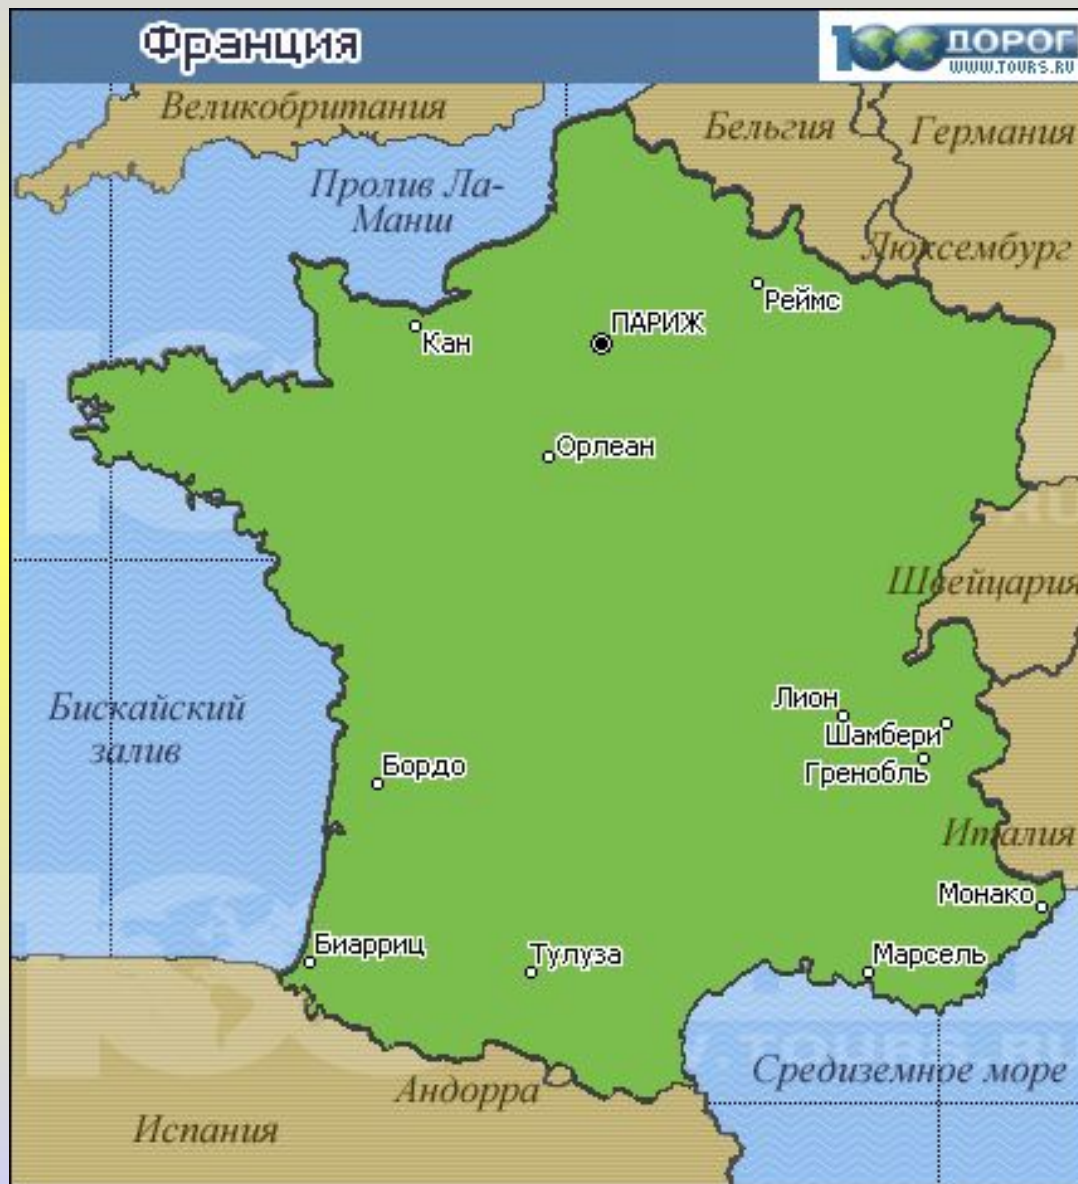 Франция
100 ДОРОГ
WWW.TOURS.RU
Великобритания
Бельгия
Германия
Пролив Ла-
Манш
Люксембург
Реймс
ПАРИЖ
Кан
Орлеан
Швейцария
Бискайский
залив
Лион
Шамбери
Гренобль
Бордо
Италия
Монако
Биарриц
Тулуза
Марсель
Средиземное море
Андорра
Испания